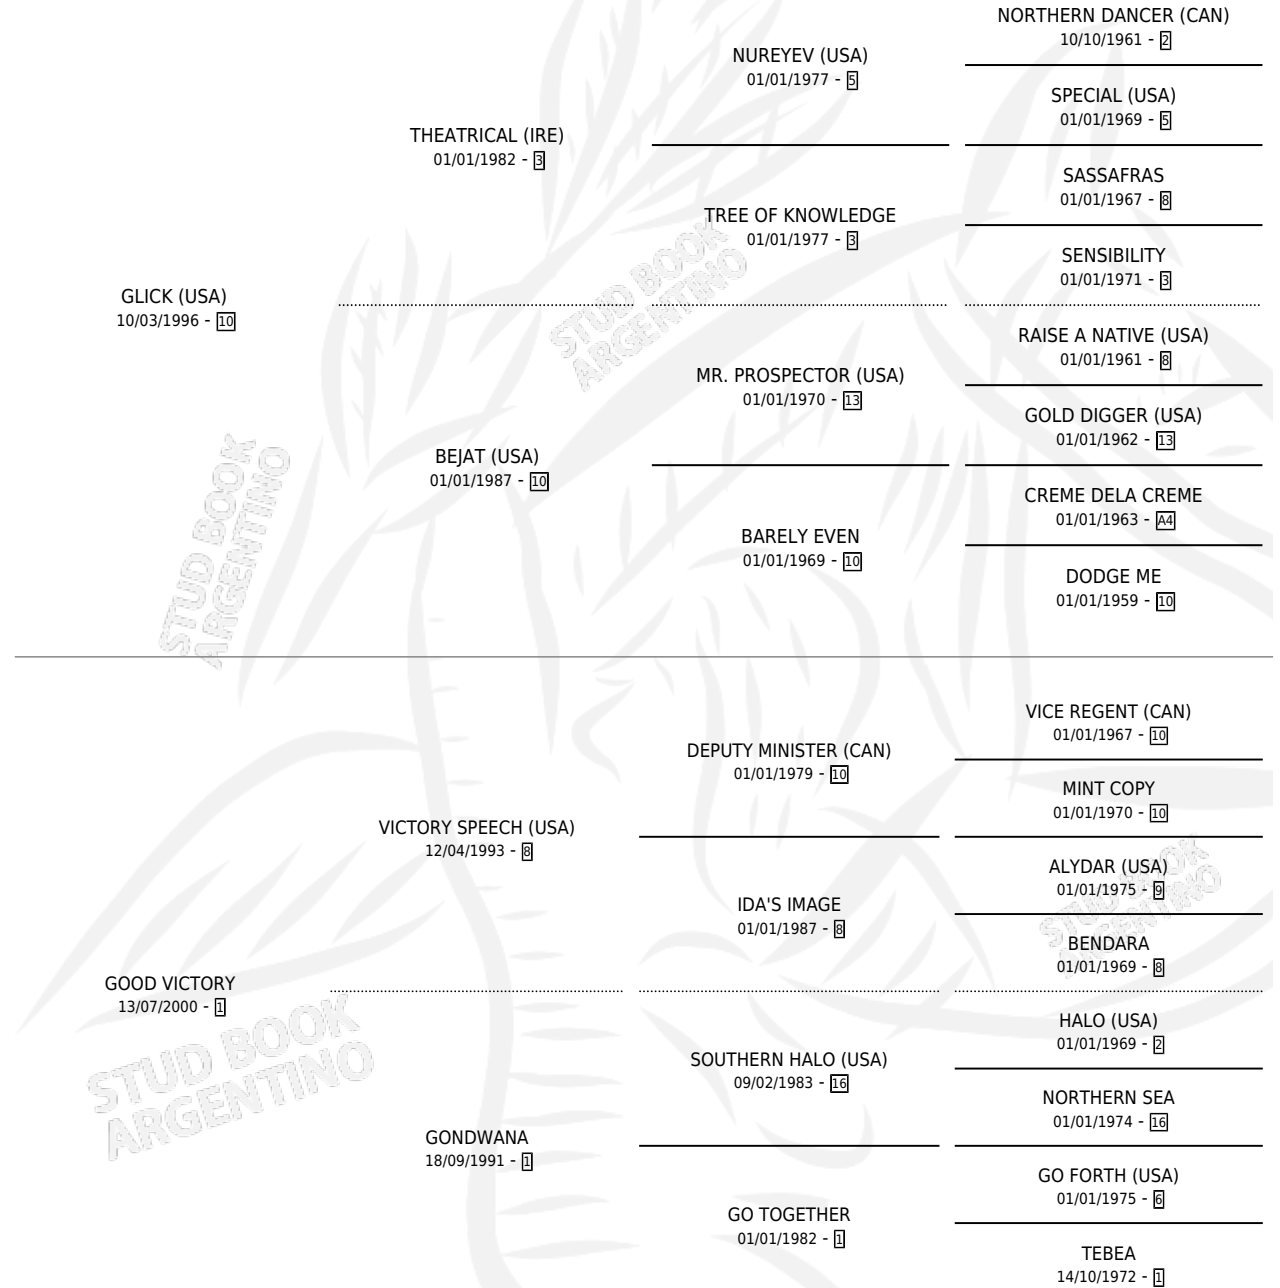 NORTHERN DANCER (CAN)
10/10/1961 - 2
NUREYEV (USA)
01/01/1977 - 5
SPECIAL (USA)
01/01/1969 - 5
THEATRICAL (IRE)
01/01/1982 - 3
SASSAFRAS
01/01/1967 - 8
TREE OF KNOWLEDGE
01/01/1977 - 3
SENSIBILITY
01/01/1971 - 3
GLICK (USA)
10/03/1996 - 10
STUD BOOK
ARGENTINO
RAISE A NATIVE (USA)
01/01/1961 - 8
MR. PROSPECTOR (USA)
01/01/1970 - 13
GOLD DIGGER (USA)
01/01/1962 - 13
BEJAT (USA)
01/01/1987 - 10
CREME DELA CREME
01/01/1963 - A4
BARELY EVEN
01/01/1969 - 10
DODGE ME
01/01/1959 - 10
STUD BOOK
ARGENTINO
VICE REGENT (CAN)
01/01/1967 - 10
DEPUTY MINISTER (CAN)
01/01/1979 - 10
MINT COPY
01/01/1970 - 10
VICTORY SPEECH (USA)
12/04/1993 - 8
ALYDAR (USA)
01/01/1975 - 9
IDA'S IMAGE
01/01/1987 - 8
STUD BOOK
ARGENTINO
BENDARA
01/01/1969 - 8
GOOD VICTORY
13/07/2000 - 1
STUD BOOK
ARGENTINO
HALO (USA)
01/01/1969 - 2
SOUTHERN HALO (USA)
09/02/1983 - 16
NORTHERN SEA
01/01/1974 - 16
GONDWANA
18/09/1991 - 1
GO FORTH (USA)
01/01/1975 - 6
GO TOGETHER
01/01/1982 - 1
TEBEA
14/10/1972 - 1